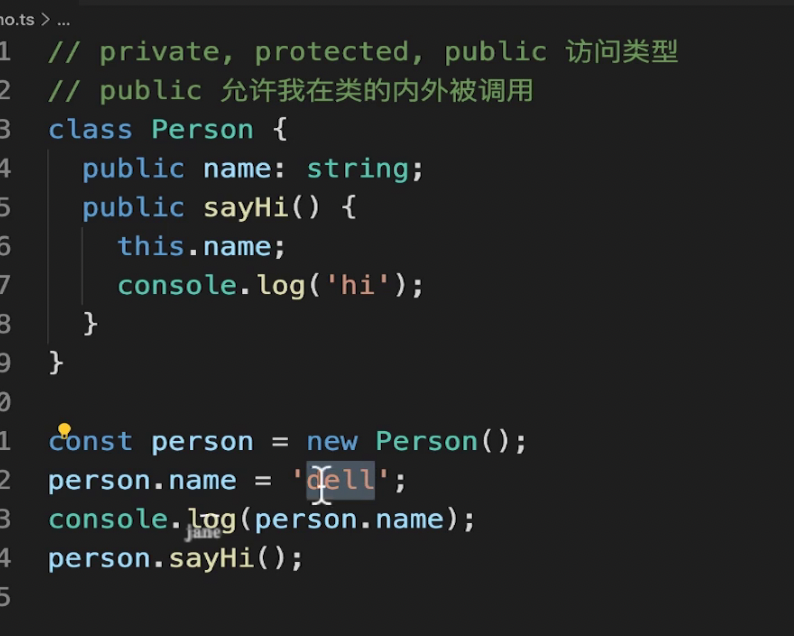 no.ts > ...
1 // private, protected, public 访问类型
2 // public 允许我在类的内外被调用
3 class Person {
4 public name: string;
5 public sayHi() {
6 this.name;
7 console.log('hi');
8 }
9 }
0
1 const person = new Person();
2 person.name = 'dell';
3 console.log(person.name);
jane
4 person.sayHi();
5